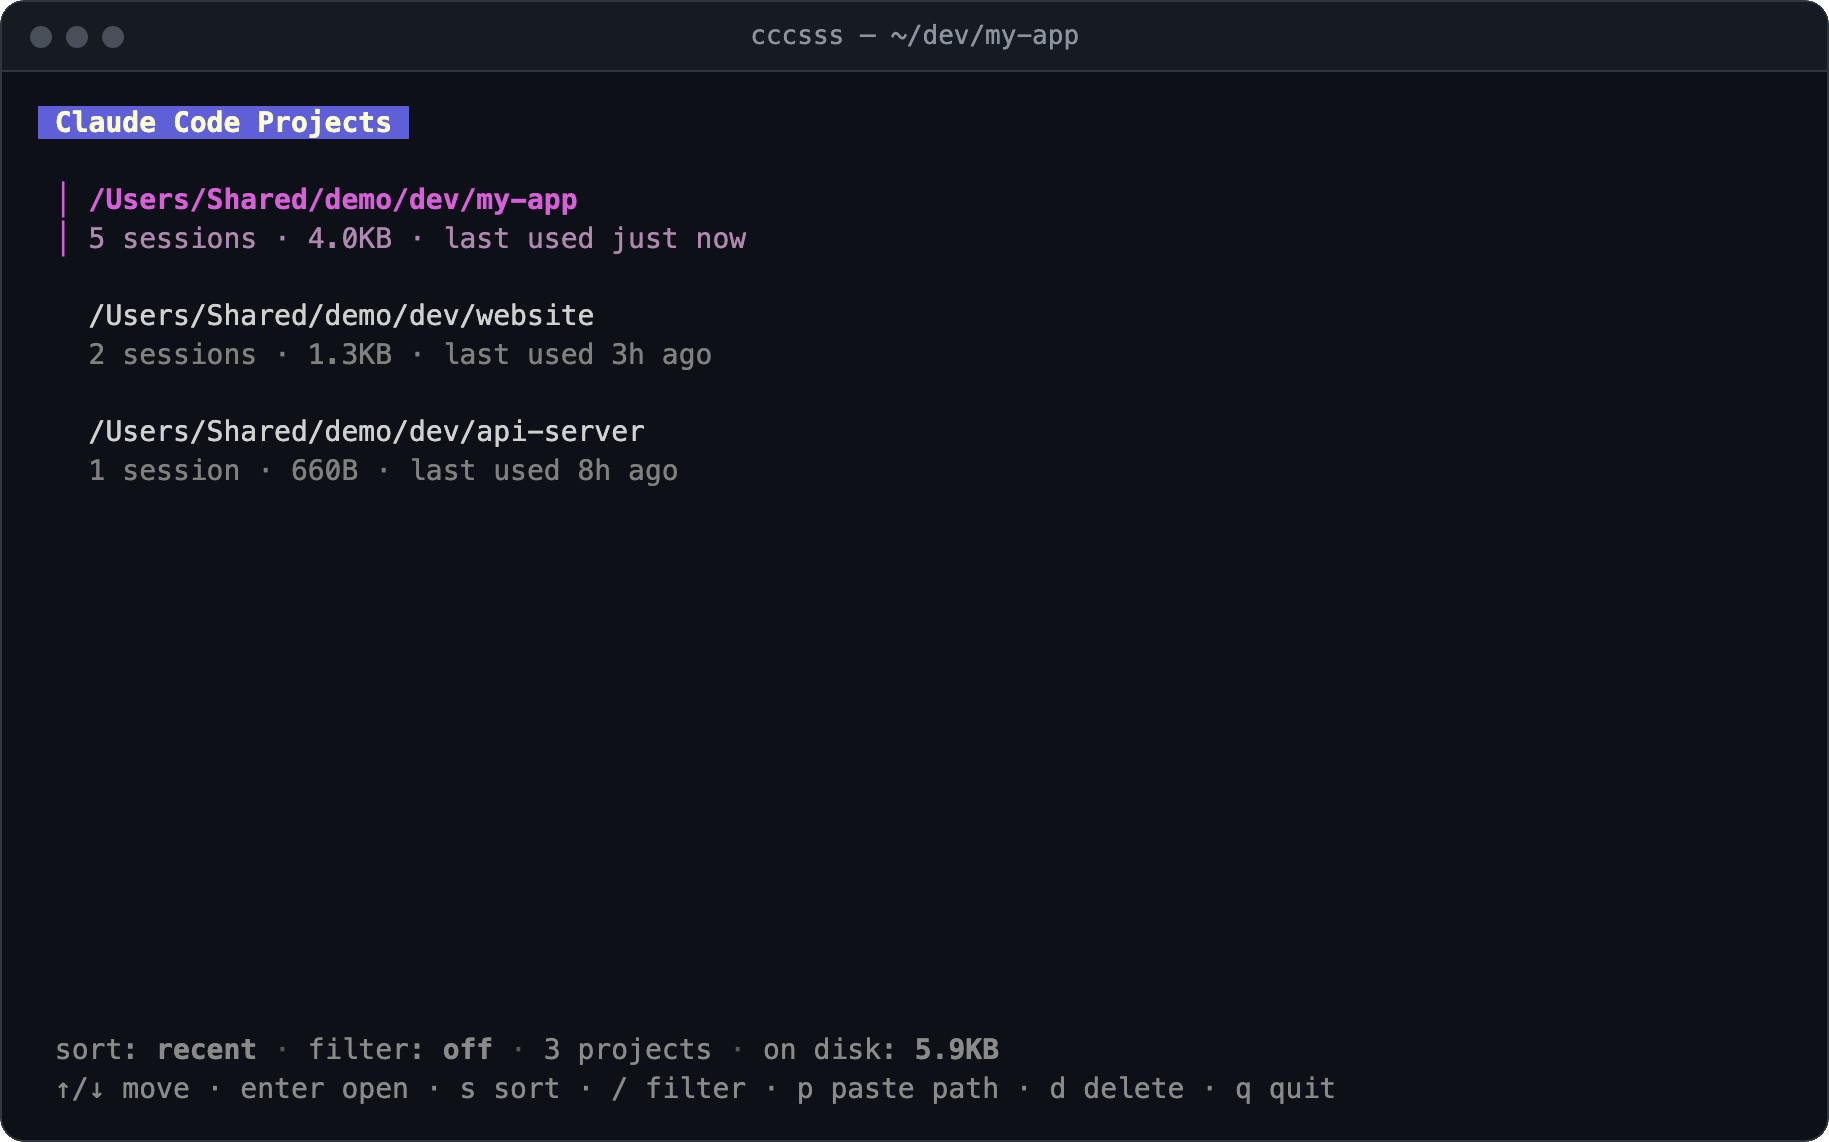 cccsss — ~/dev/my-app
Claude Code Projects
/Users/Shared/demo/dev/my-app
5 sessions · 4.0KB · last used just now
/Users/Shared/demo/dev/website
2 sessions · 1.3KB · last used 3h ago
/Users/Shared/demo/dev/api-server
1 session · 660B · last used 8h ago
sort: recent · filter: off · 3 projects · on disk: 5.9KB
↑/↓ move · enter open · s sort · / filter · p paste path · d delete · q quit